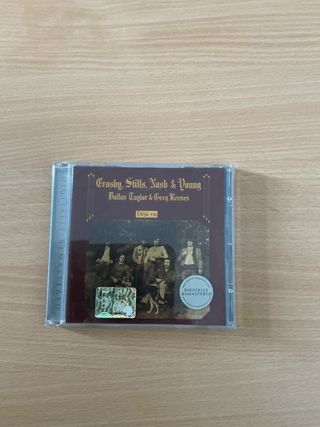 Crosby, Stills, Nash & Young
Dallas Taylor & Greg Reeves
Déjà vu
DIGITALLY
REMASTERED